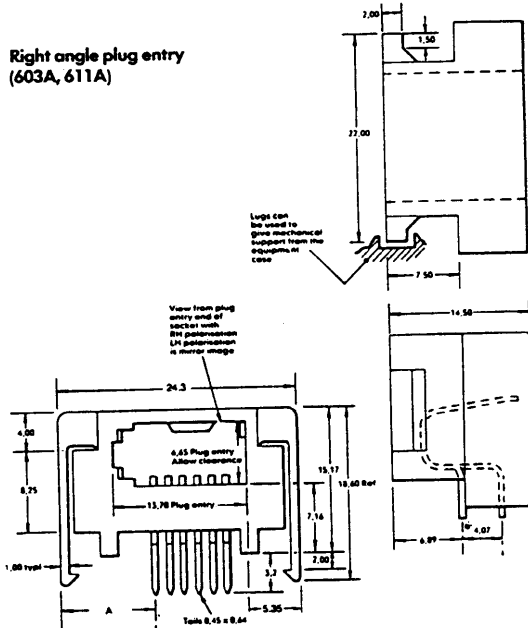 Right angle plug entry
(603A, 611A)
2,00
1,50
22,00
Lugs can
be used to
give mechanical
support from the
equipment
case
7,50
14,50
View from plug
entry end of
socket with
RH polarisation
LH polarisation
is mirror image
24.3
4,00
6,65 Plug entry
Allow clearance
8,25
13,78 Plug entry
15,17
18,60 Ref
7,16
2,00
3,2
1,00 typl
A
5.35
Tails 0,45 x 0,64
6,89
4,07